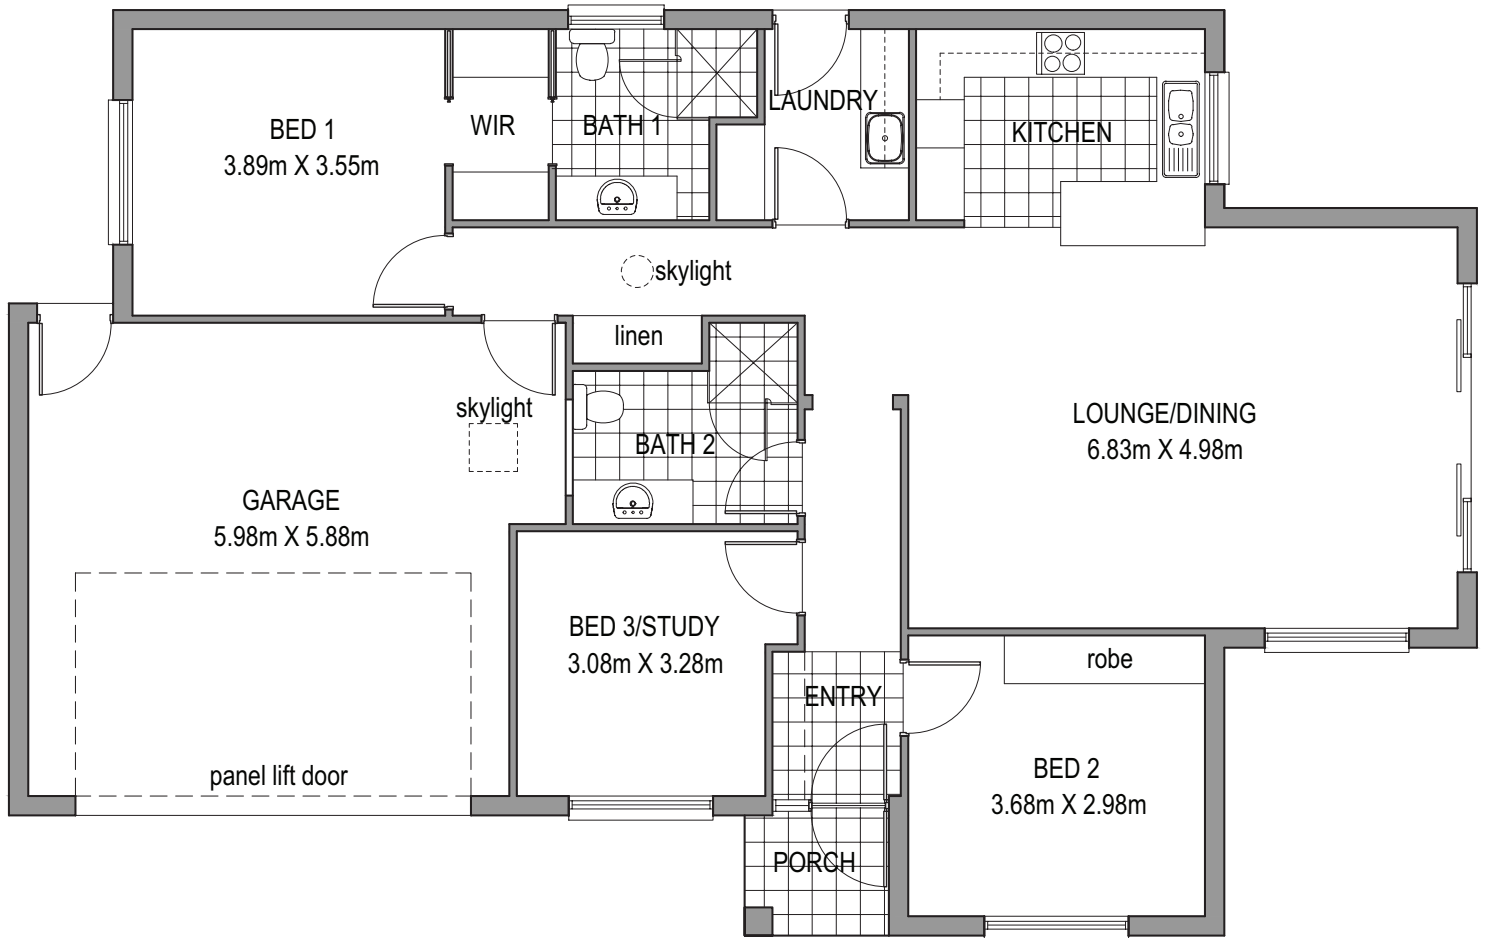 BED 1
3.89m X 3.55m
WIR
BATH 1
LAUNDRY
KITCHEN
skylight
linen
skylight
BATH 2
LOUNGE/DINING
6.83m X 4.98m
GARAGE
5.98m X 5.88m
BED 3/STUDY
3.08m X 3.28m
robe
ENTRY
panel lift door
BED 2
3.68m X 2.98m
PORCH